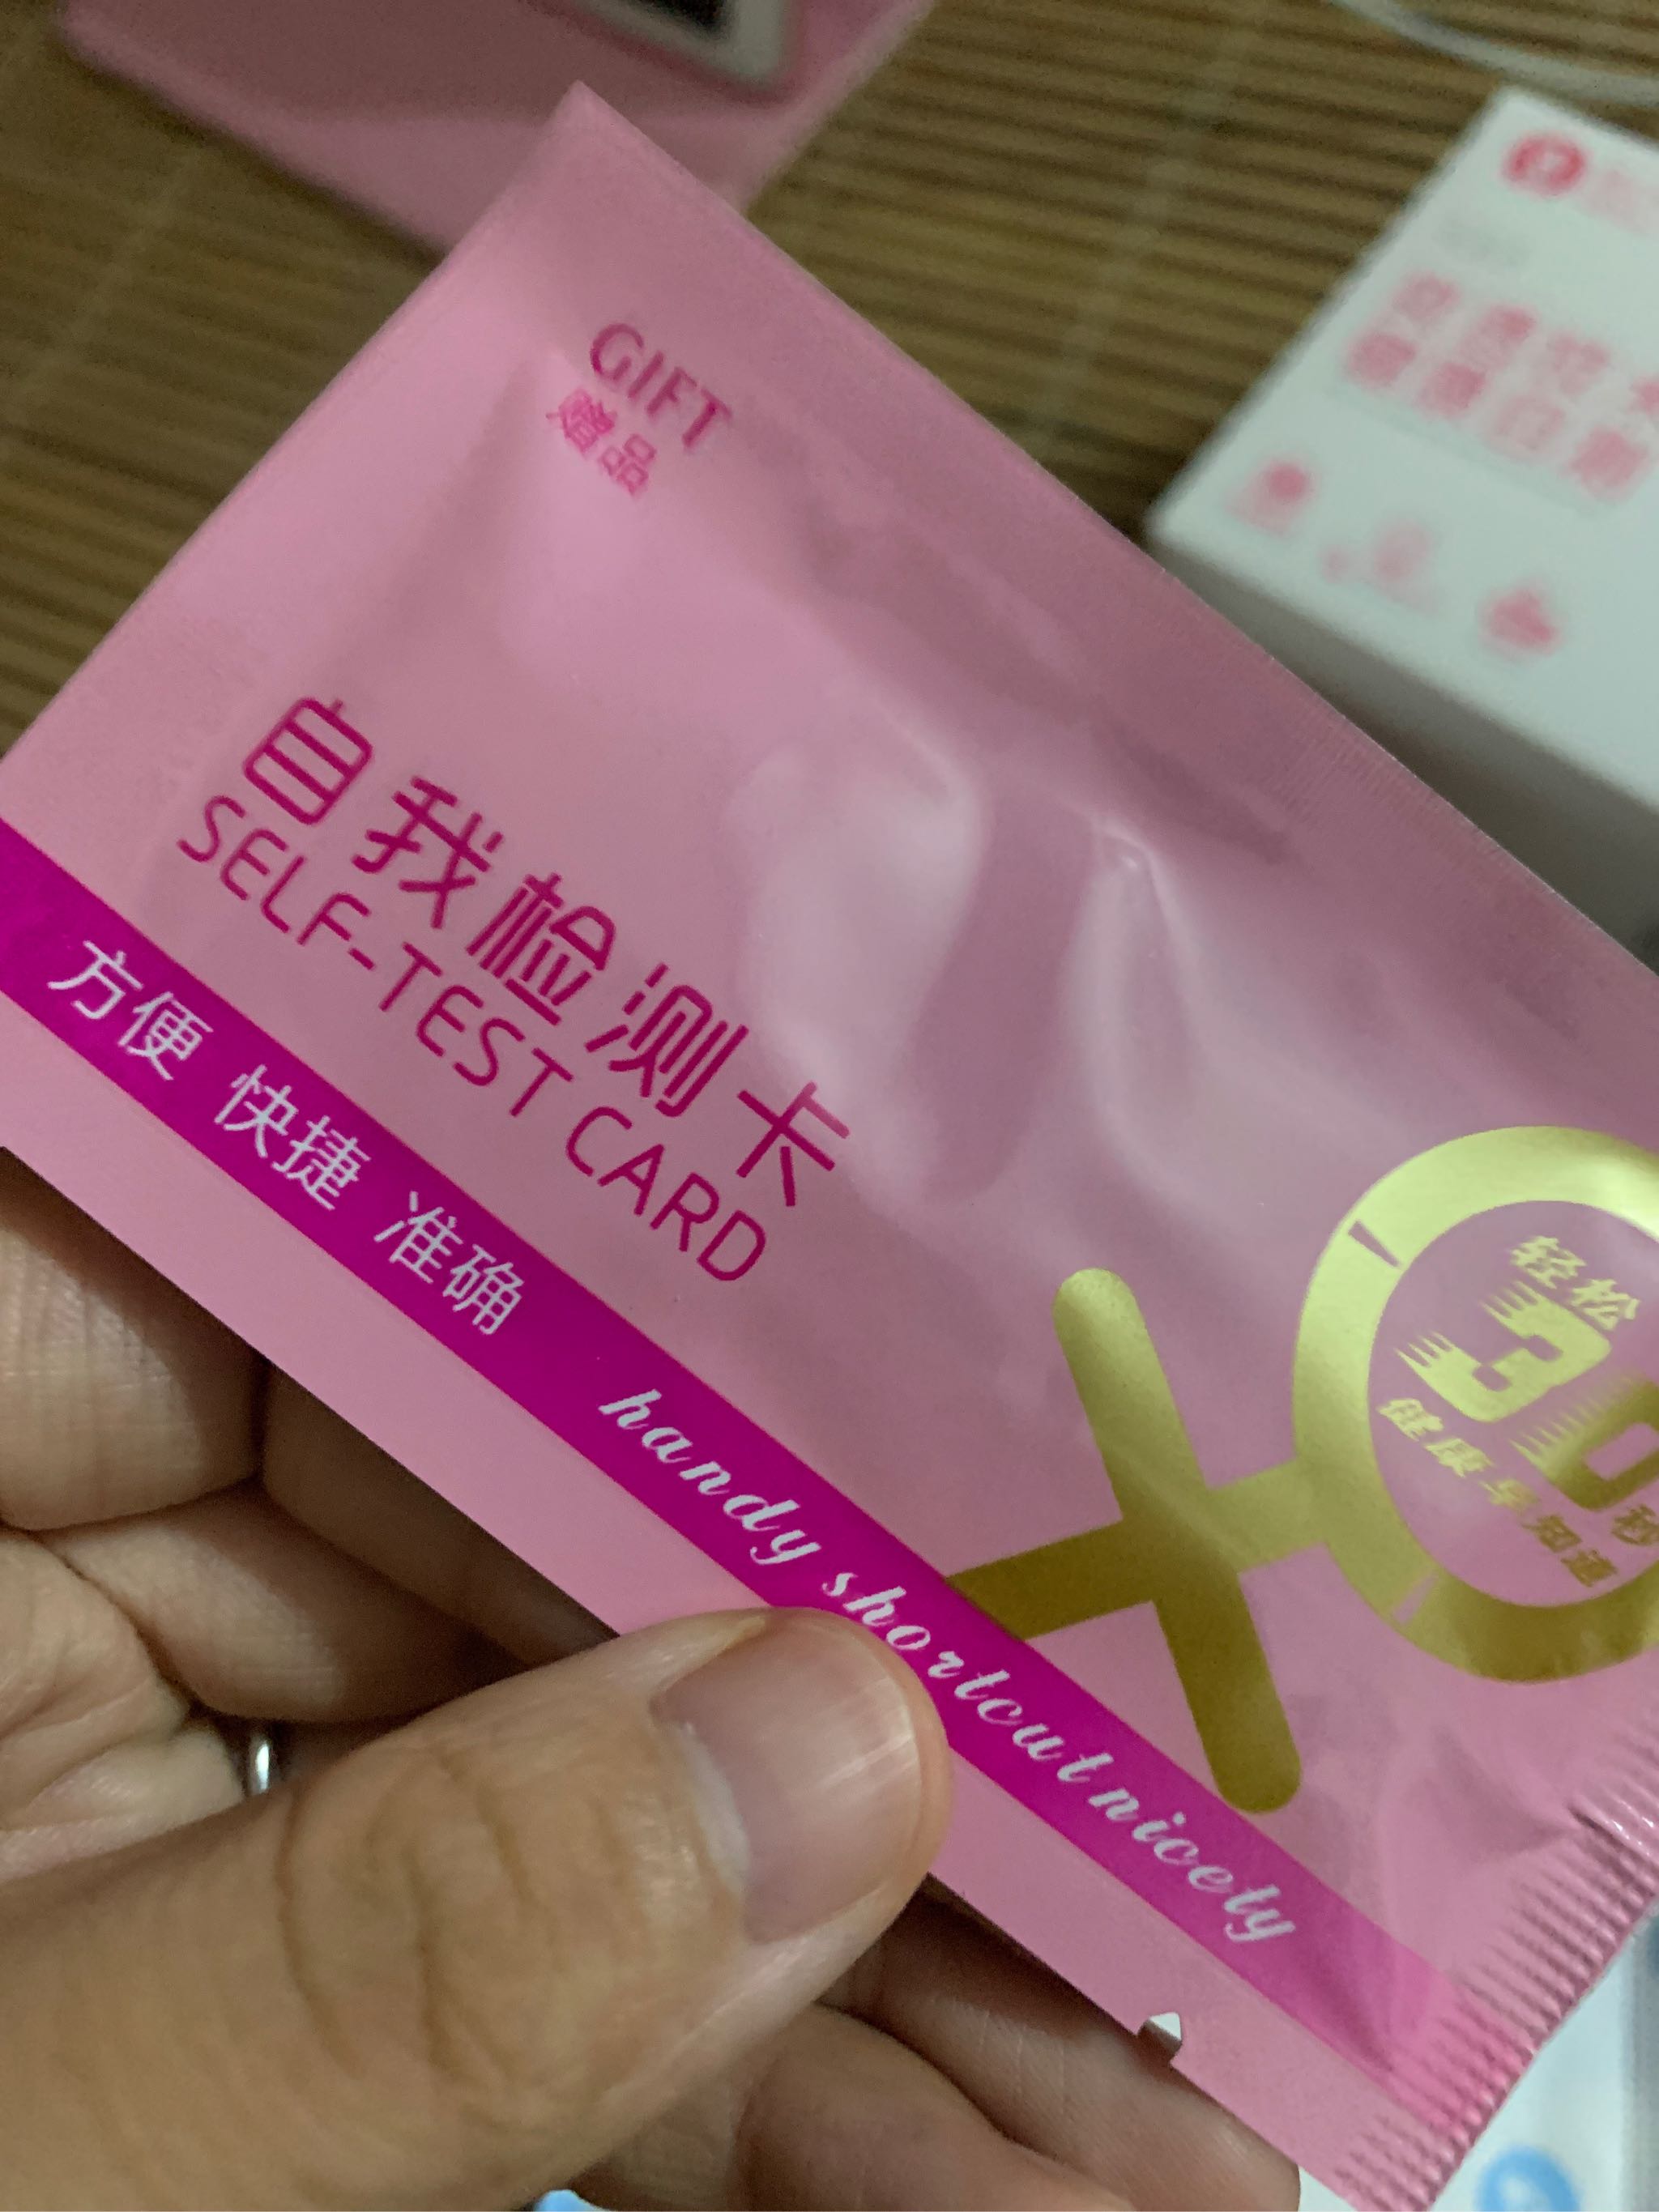 GIFT
赠品
自我检测卡
SELF-TEST CARD
方便 快捷 准确 handy shortcut nicely
轻松
30秒
健康早知道